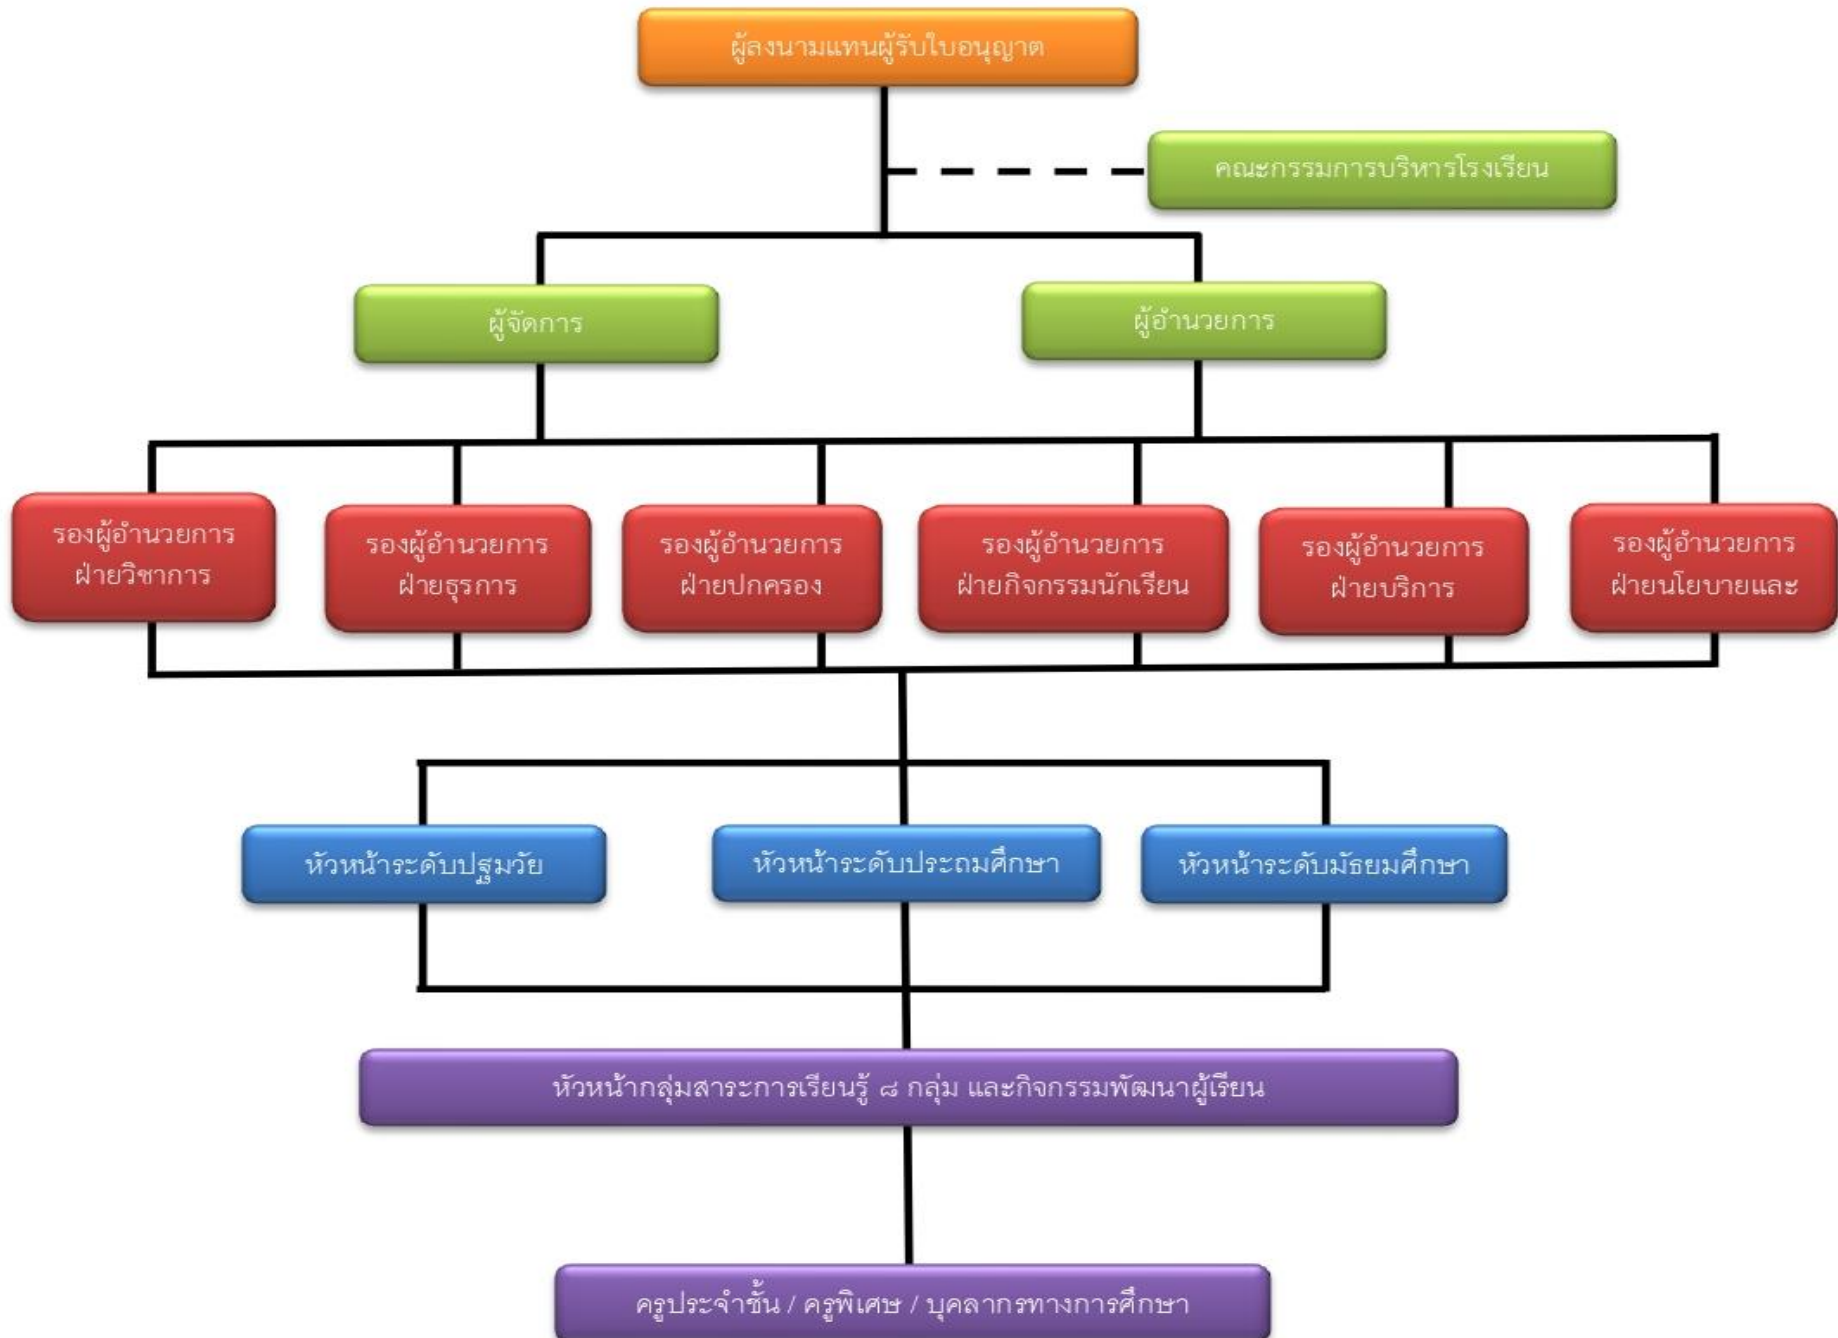 ผู้ลงนามแทนผู้รับใบอนุญาต
คณะกรรมการบริหารโรงเรียน
ผู้จัดการ
ผู้อำนวยการ
รองผู้อำนวยการ
ฝ่ายวิชาการ
รองผู้อำนวยการ
ฝ่ายธุรการ
รองผู้อำนวยการ
ฝ่ายปกครอง
รองผู้อำนวยการ
ฝ่ายกิจกรรมนักเรียน
รองผู้อำนวยการ
ฝ่ายบริการ
รองผู้อำนวยการ
ฝ่ายนโยบายและ
หัวหน้าระดับปฐมวัย
หัวหน้าระดับประถมศึกษา
หัวหน้าระดับมัธยมศึกษา
หัวหน้ากลุ่มสาระการเรียนรู้ ๘ กลุ่ม และกิจกรรมพัฒนาผู้เรียน
ครูประจำชั้น / ครูพิเศษ / บุคลากรทางการศึกษา